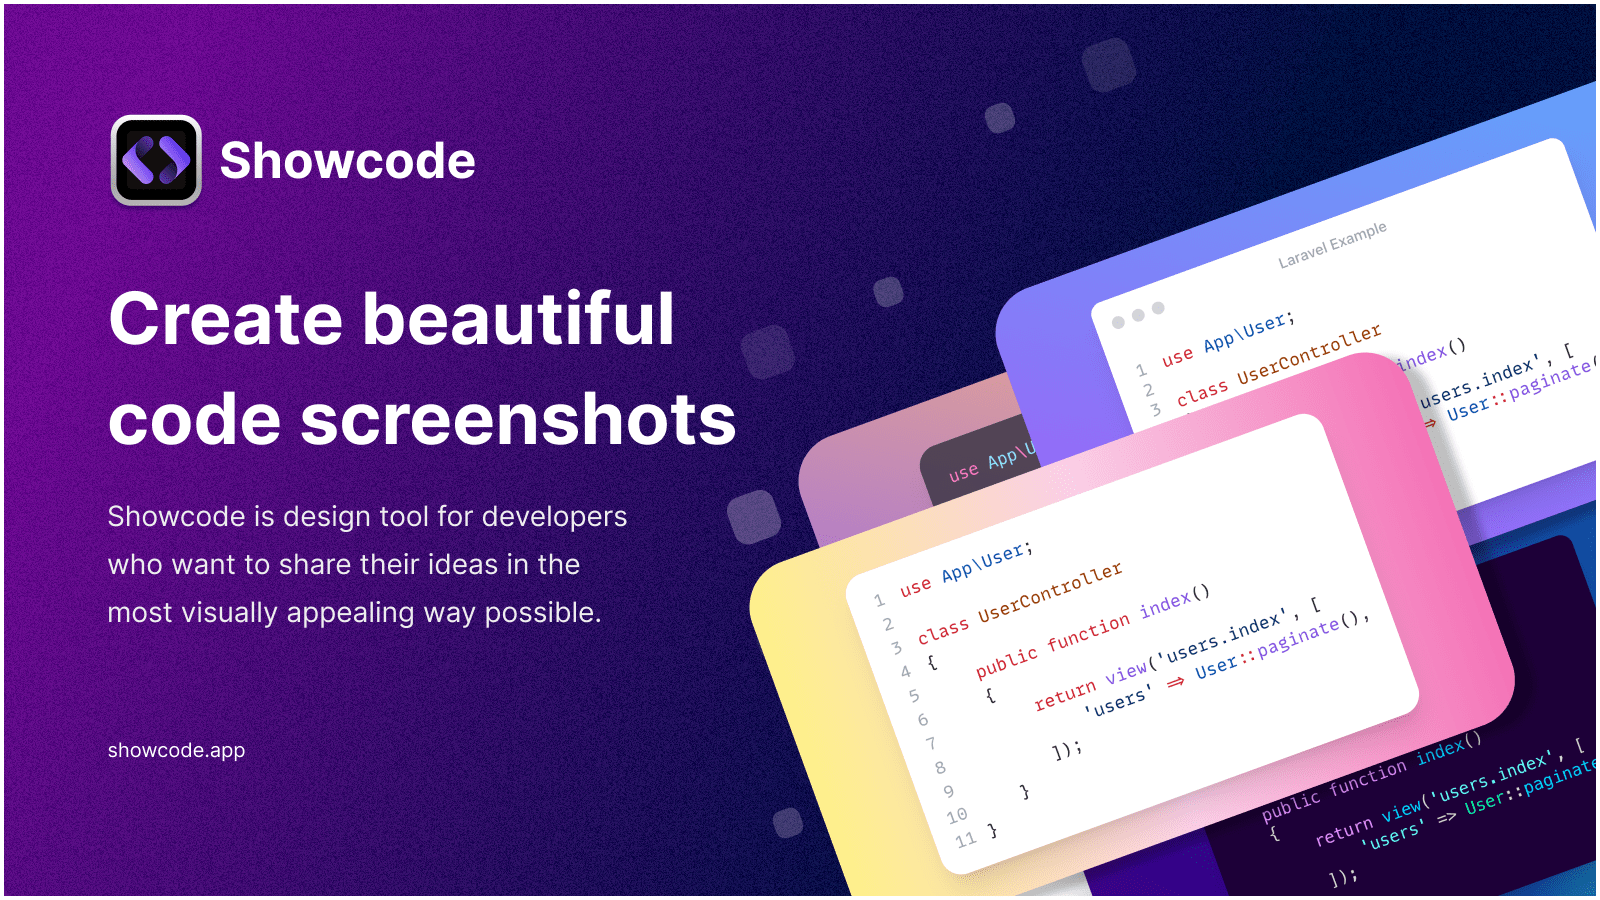 Showcode
Create beautiful
code screenshots
Showcode is design tool for developers
who want to share their ideas in the
most visually appealing way possible.
showcode.app
Laravel Example
1 use App\User;
2
3 class UserController
index()
users.index', [
=> User::paginate(
use App\U
1 use App\User;
2
3 class UserController
4 {
5 public function index()
6 {
7 return view('users.index', [
8 'users' => User::paginate(),
9 ]);
10 }
11 }
public function index()
{
return view('users.index', [
'users' => User::paginate
]);